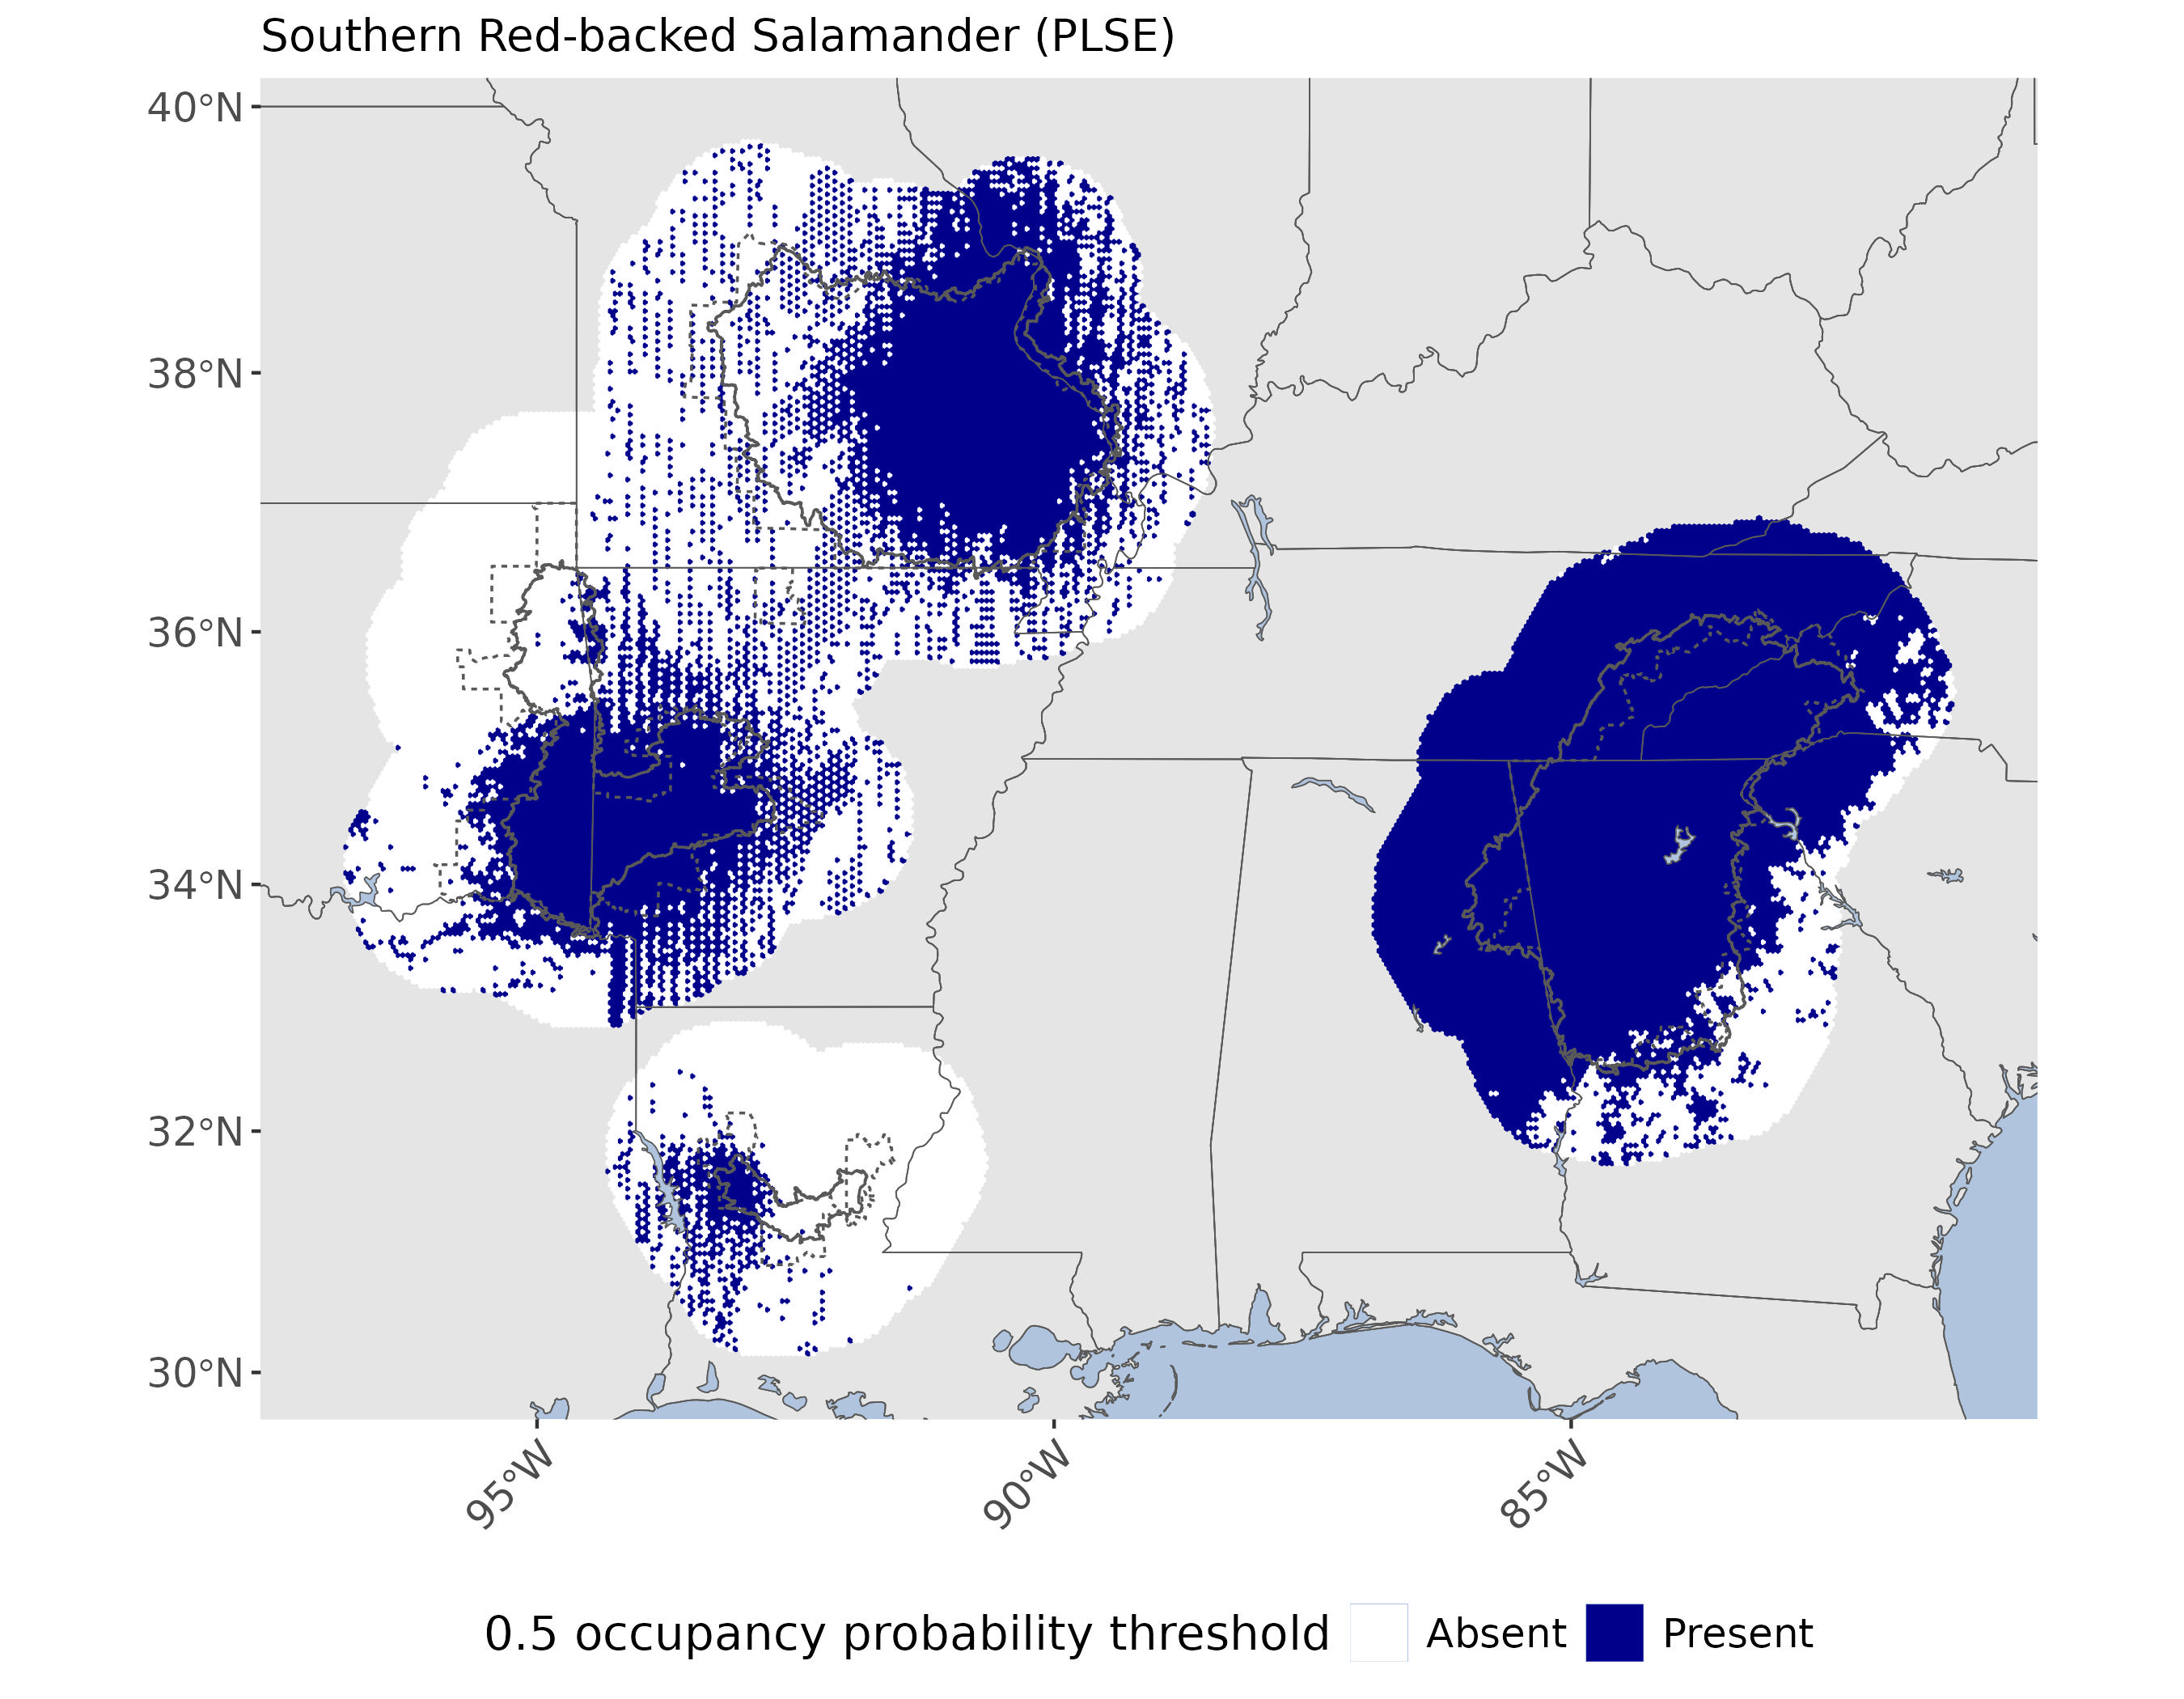 Southern Red-backed Salamander (PLSE)
40°N
38°N
36°N
34°N
32°N
30°N
95°W
90°W
85°W
0.5 occupancy probability threshold Absent Present